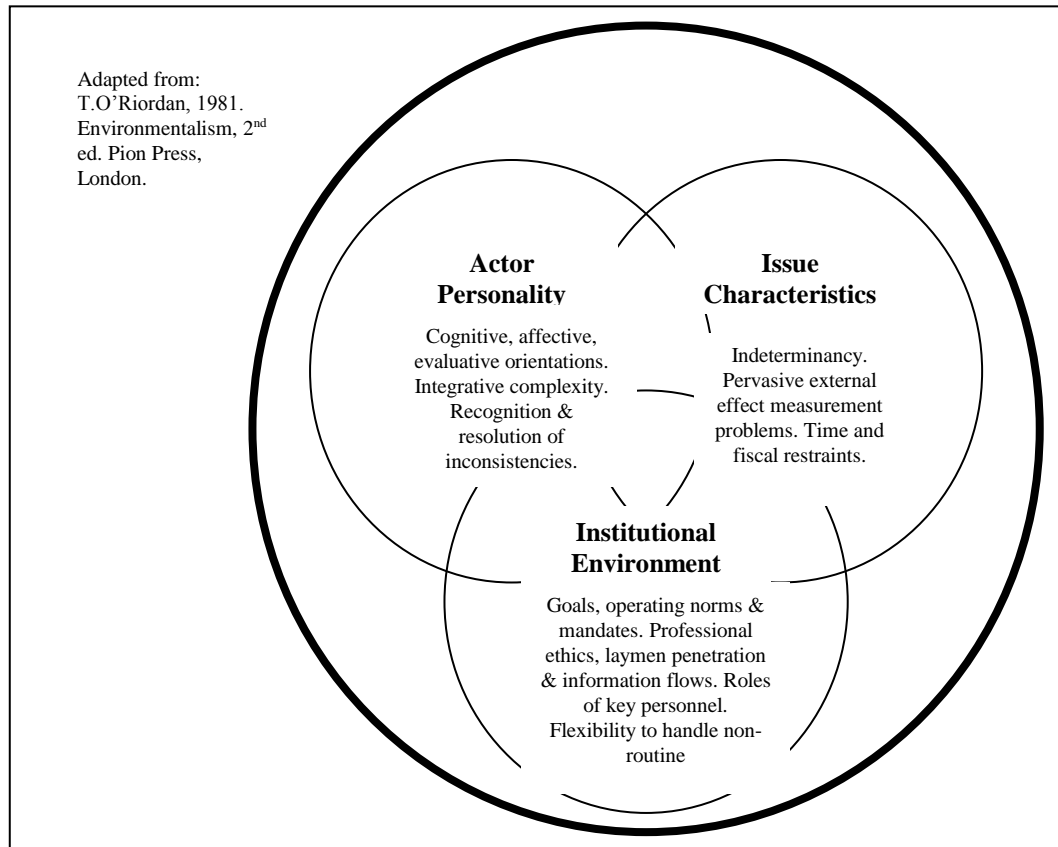 Adapted from:
T.O’Riordan, 1981.
Environmentalism, 2nd
ed. Pion Press,
London.
Actor
Personality
Cognitive, affective,
evaluative orientations.
Integrative complexity.
Recognition &
resolution of
inconsistencies.
Issue
Characteristics
Indeterminancy.
Pervasive external
effect measurement
problems. Time and
fiscal restraints.
Institutional
Environment
Goals, operating norms &
mandates. Professional
ethics, laymen penetration
& information flows. Roles
of key personnel.
Flexibility to handle non-
routine